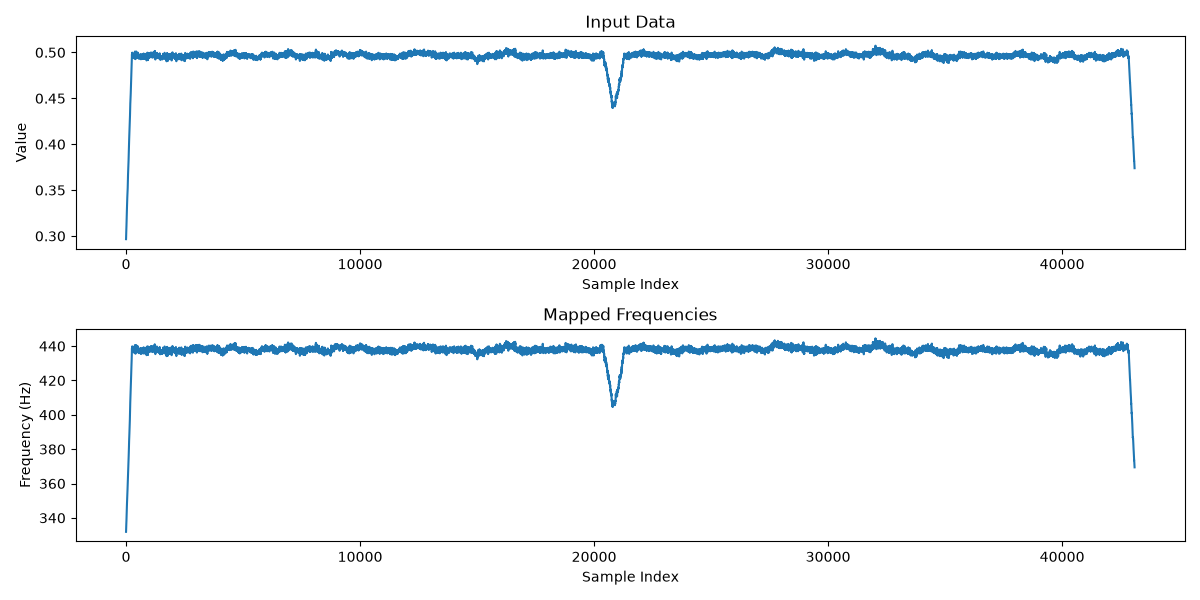 Input Data
0.50
0.45
0.40
0.35
0.30
Value
0 10000 20000 30000 40000
Sample Index
Mapped Frequencies
440
420
400
380
360
340
Frequency (Hz)
0 10000 20000 30000 40000
Sample Index